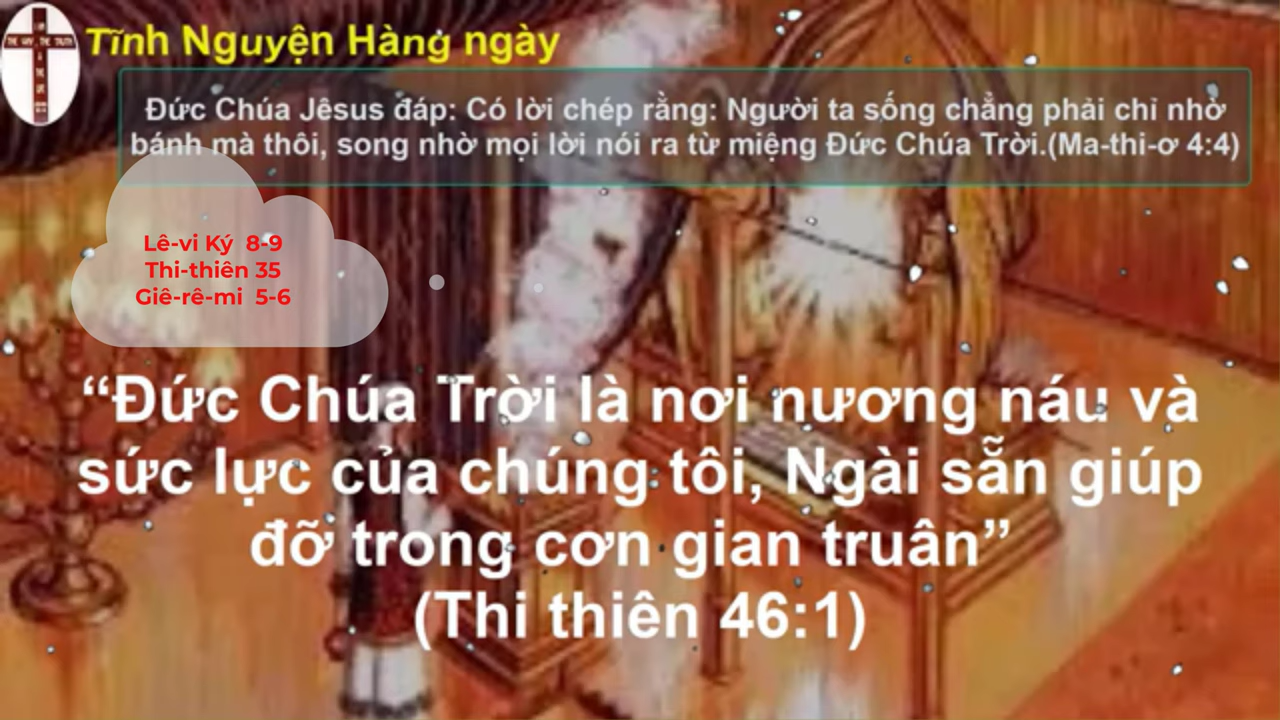 Tĩnh Nguyện Hàng ngày
Đức Chúa Jêsus đáp: Có lời chép rằng: Người ta sống chẳng phải chỉ nhờ
bánh mà thôi, song nhờ mọi lời nói ra từ miệng Đức Chúa Trời.(Ma-thi-ơ 4:4)
Lê-vi Ký 8-9
Thi-thiên 35
Giê-rê-mi 5-6
“Đức Chúa Trời là nơi nương náu và
sức lực của chúng tôi, Ngài sẵn giúp
đỡ trong cơn gian truân”
(Thi thiên 46:1)